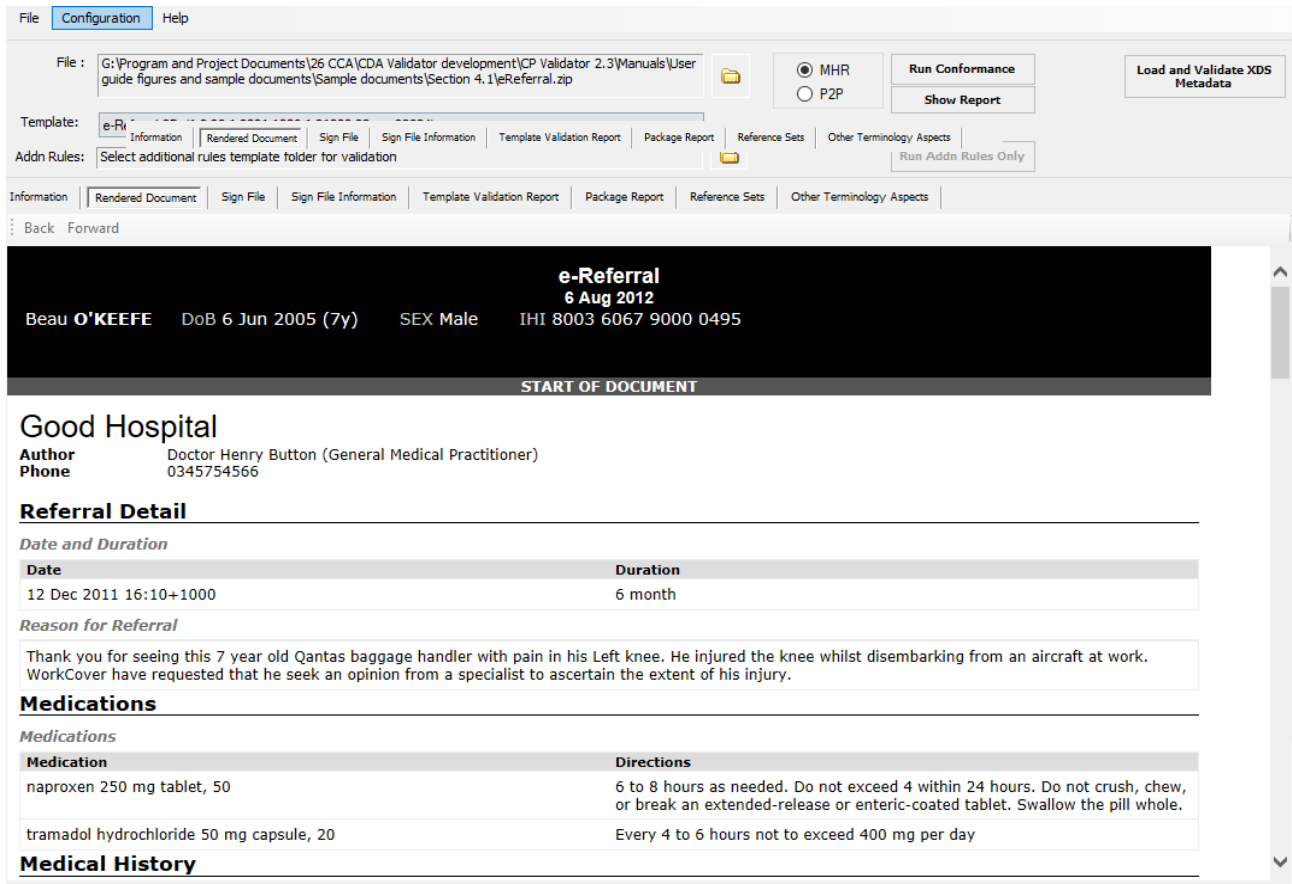 File Configuration Help
File : G:\Program and Project Documents\26 CCA\CDA Validator development\CP Validator 2.3\Manuals\User
guide figures and sample documents\Sample documents\Section 4.1\eReferral.zip
MHR
P2P
Run Conformance
Show Report
Load and Validate XDS
Metadata
Template:
Information Rendered Document Sign File Sign File Information Template Validation Report Package Report Reference Sets Other Terminology Aspects
Addn Rules: Select additional rules template folder for validation
Run Addn Rules Only
Information Rendered Document Sign File Sign File Information Template Validation Report Package Report Reference Sets Other Terminology Aspects
Back Forward
e-Referral
6 Aug 2012
Beau O'KEEFE DoB 6 Jun 2005 (7y) SEX Male IHI 8003 6067 9000 0495
START OF DOCUMENT
Good Hospital
Author Doctor Henry Button (General Medical Practitioner)
Phone 0345754566
Referral Detail
Date and Duration
Date Duration
12 Dec 2011 16:10+1000 6 month
Reason for Referral
Thank you for seeing this 7 year old Qantas baggage handler with pain in his Left knee. He injured the knee whilst disembarking from an aircraft at work.
WorkCover have requested that he seek an opinion from a specialist to ascertain the extent of his injury.
Medications
Medications
Medication Directions
naproxen 250 mg tablet, 50 6 to 8 hours as needed. Do not exceed 4 within 24 hours. Do not crush, chew,
or break an extended-release or enteric-coated tablet. Swallow the pill whole.
tramadol hydrochloride 50 mg capsule, 20 Every 4 to 6 hours not to exceed 400 mg per day
Medical History